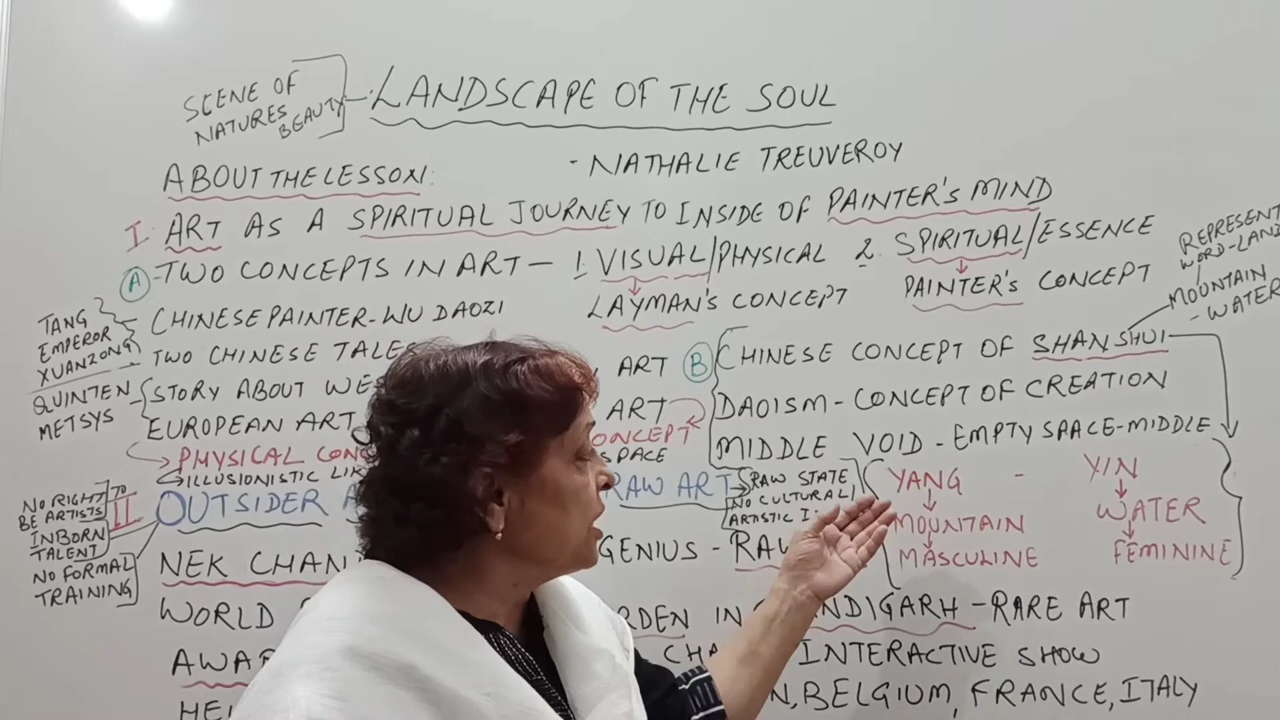 SCENE OF
NATURES BEAUTY
LANDSCAPE OF THE SOUL
- NATHALIE TREUVEROY
ABOUT THE LESSON:
I. ART AS A SPIRITUAL JOURNEY TO INSIDE OF PAINTER'S MIND
A - TWO CONCEPTS IN ART - 1. VISUAL/PHYSICAL 2. SPIRITUAL/ESSENCE
LAYMAN'S CONCEPT
PAINTER'S CONCEPT
REPRESENT
MOUNTAIN
- WATER
TANG
EMPEROR
XUANZONG
CHINESE PAINTER - WU DAOZI
TWO CHINESE TALES
ART
QUINTEN
METSYS
STORY ABOUT
ART
EUROPEAN ART
SPACE
PHYSICAL
ILLUSIONISTIC
B CHINESE CONCEPT OF SHANSHUI
DAOISM - CONCEPT OF CREATION
MIDDLE VOID - EMPTY SPACE - MIDDLE
YANG - YIN
MOUNTAIN WATER
MASCULINE FEMININE
NO RIGHT TO
BE ARTISTS
INBORN
TALENT
NO FORMAL
TRAINING
II OUTSIDER
RAW ART
RAW STATE
NO CULTURAL/
ARTISTIC
NEK
GENIUS -
WORLD
IN
- RARE ART
INTERACTIVE SHOW
BELGIUM, FRANCE, ITALY